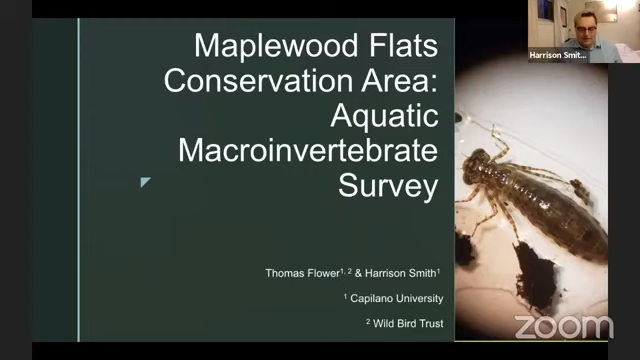 Maplewood Flats
Conservation Area:
Aquatic
Macroinvertebrate
Survey
Thomas Flower¹,² & Harrison Smith¹
¹ Capilano University
² Wild Bird Trust
Harrison Smit...
zoom